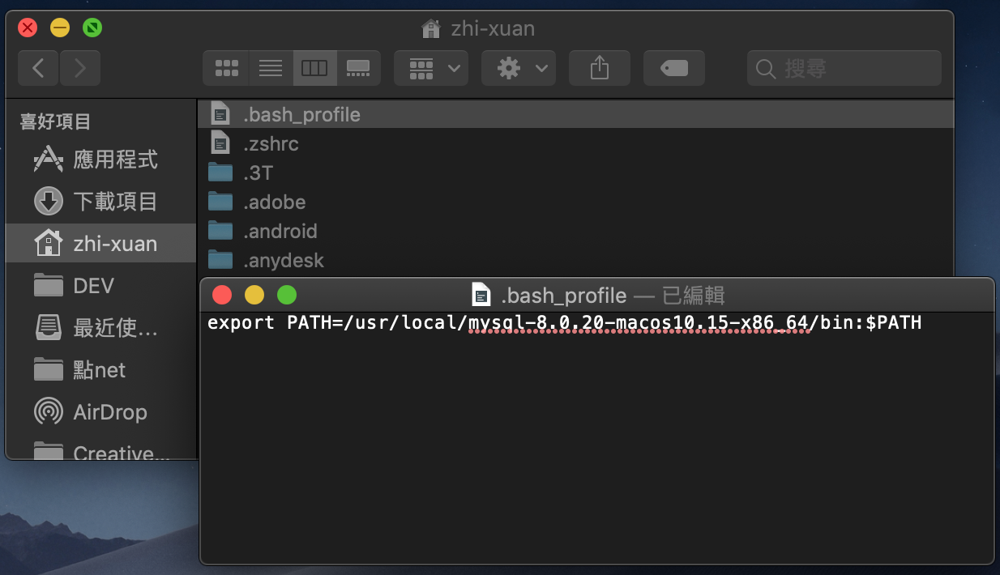 zhi-xuan
搜尋
喜好項目
應用程式
下載項目
zhi-xuan
DEV
最近使…
點net
AirDrop
Creative…
.bash_profile
.zshrc
.3T
.adobe
.android
.anydesk
.bash_profile — 已編輯
export PATH=/usr/local/mysql-8.0.20-macos10.15-x86_64/bin:$PATH